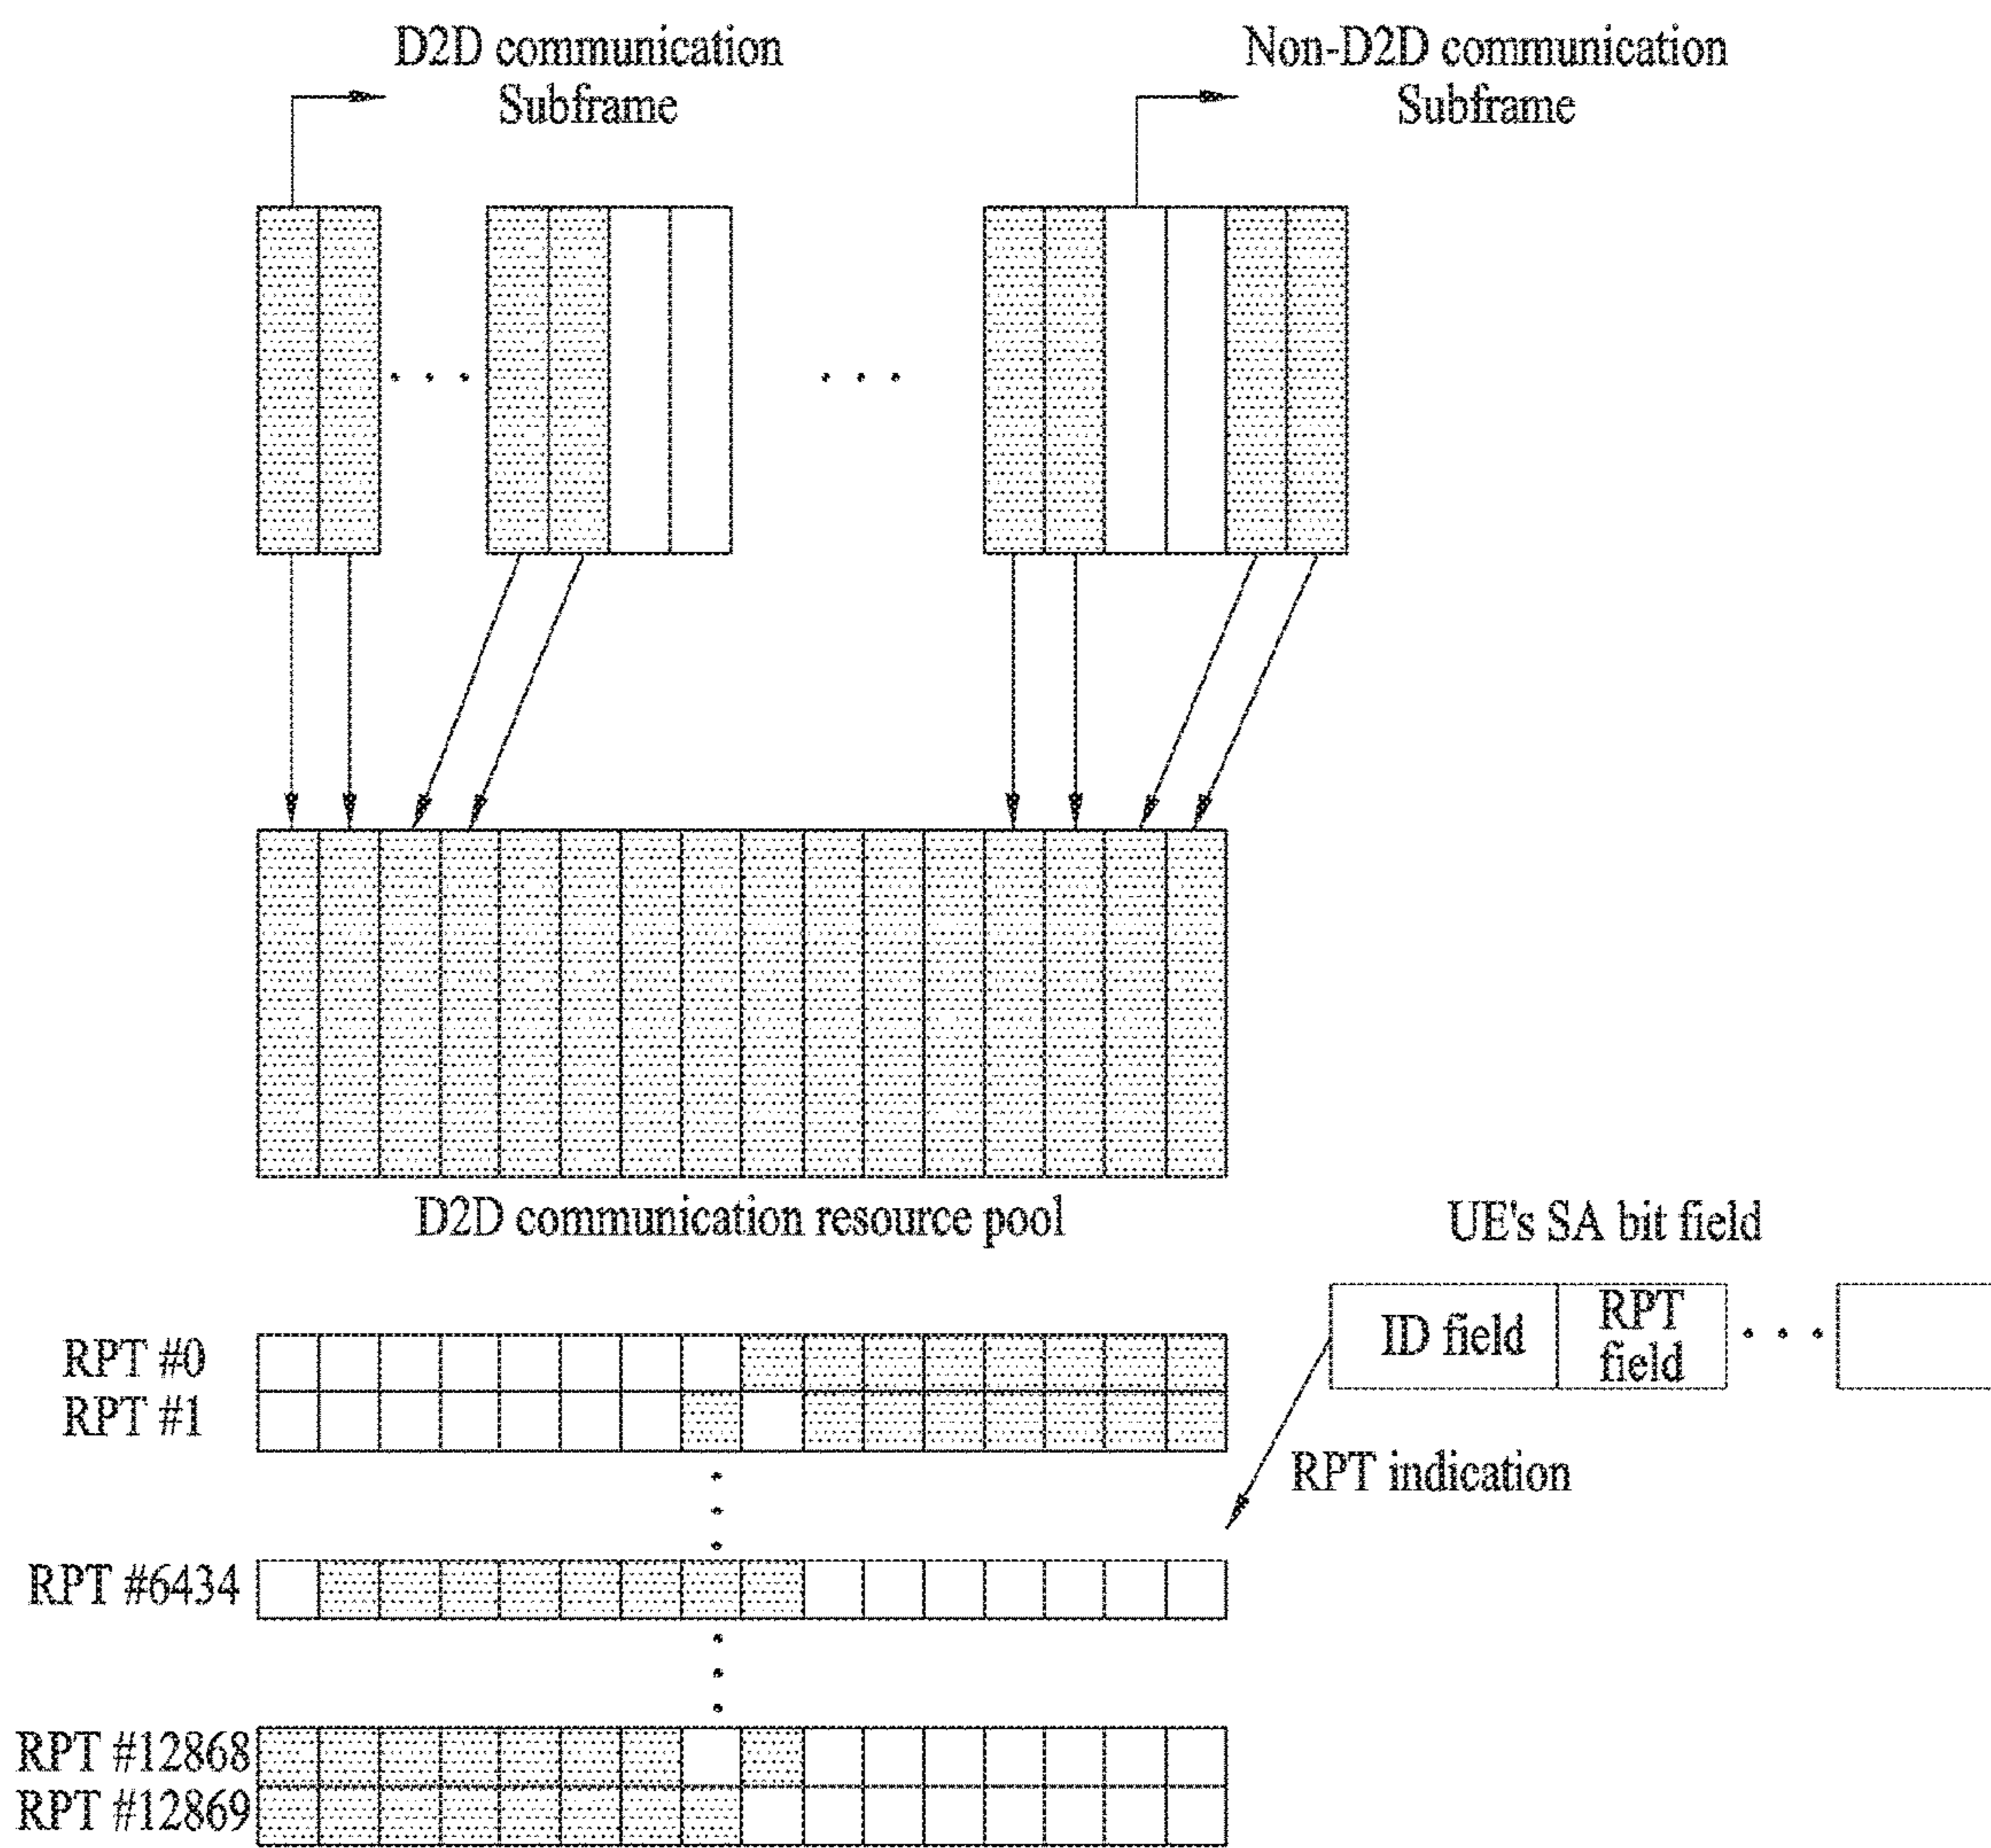 D2D communication
Subframe
Non-D2D communication
Subframe
D2D communication resource pool
UE's SA bit field
ID field
RPT
field
RPT #0
RPT #1
RPT indication
RPT #6434
RPT #12868
RPT #12869